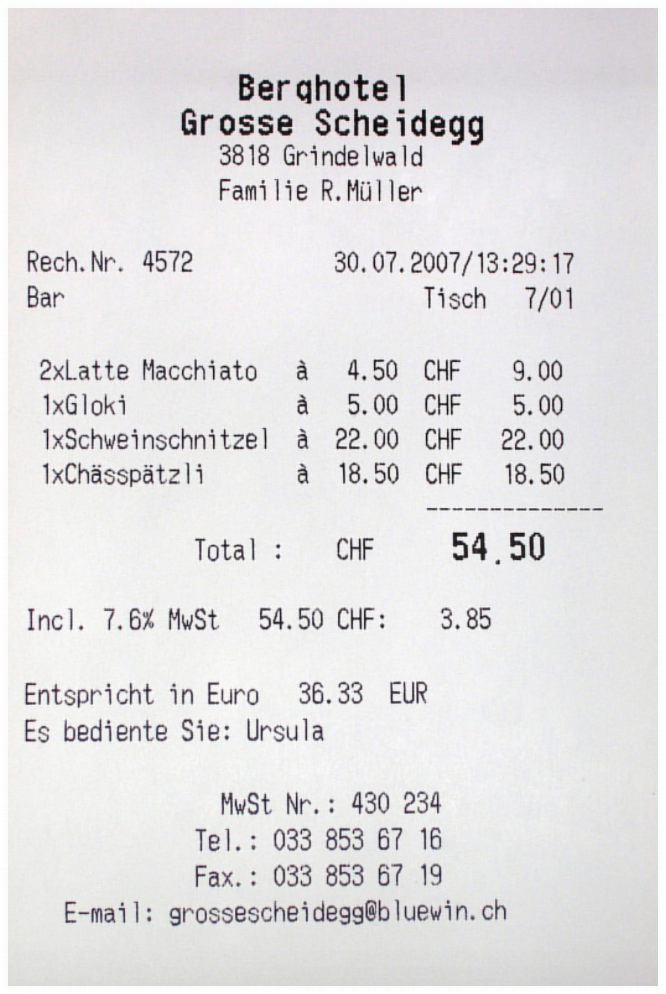 Berghotel
Grosse Scheidegg
3818 Grindelwald
Familie R.Müller
Rech.Nr. 4572 30.07.2007/13:29:17
Bar Tisch 7/01
2xLatte Macchiato à 4.50 CHF 9.00
1xGloki à 5.00 CHF 5.00
1xSchweinschnitzel à 22.00 CHF 22.00
1xChässpätzli à 18.50 CHF 18.50
Total : CHF 54.50
Incl. 7.6% MwSt 54.50 CHF: 3.85
Entspricht in Euro 36.33 EUR
Es bediente Sie: Ursula
MwSt Nr.: 430 234
Tel.: 033 853 67 16
Fax.: 033 853 67 19
E-mail: grossescheidegg@bluewin.ch